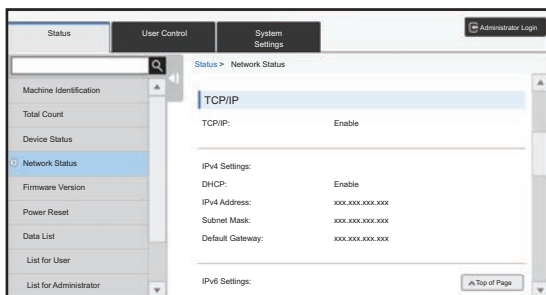 Status
User Control
System
Settings
Administrator Login
Status > Network Status
Machine Identification
Total Count
Device Status
Network Status
Firmware Version
Power Reset
Data List
List for User
List for Administrator
TCP/IP
TCP/IP: Enable
IPv4 Settings:
DHCP: Enable
IPv4 Address: xxx.xxx.xxx.xxx
Subnet Mask: xxx.xxx.xxx.xxx
Default Gateway: xxx.xxx.xxx.xxx
IPv6 Settings:
Top of Page